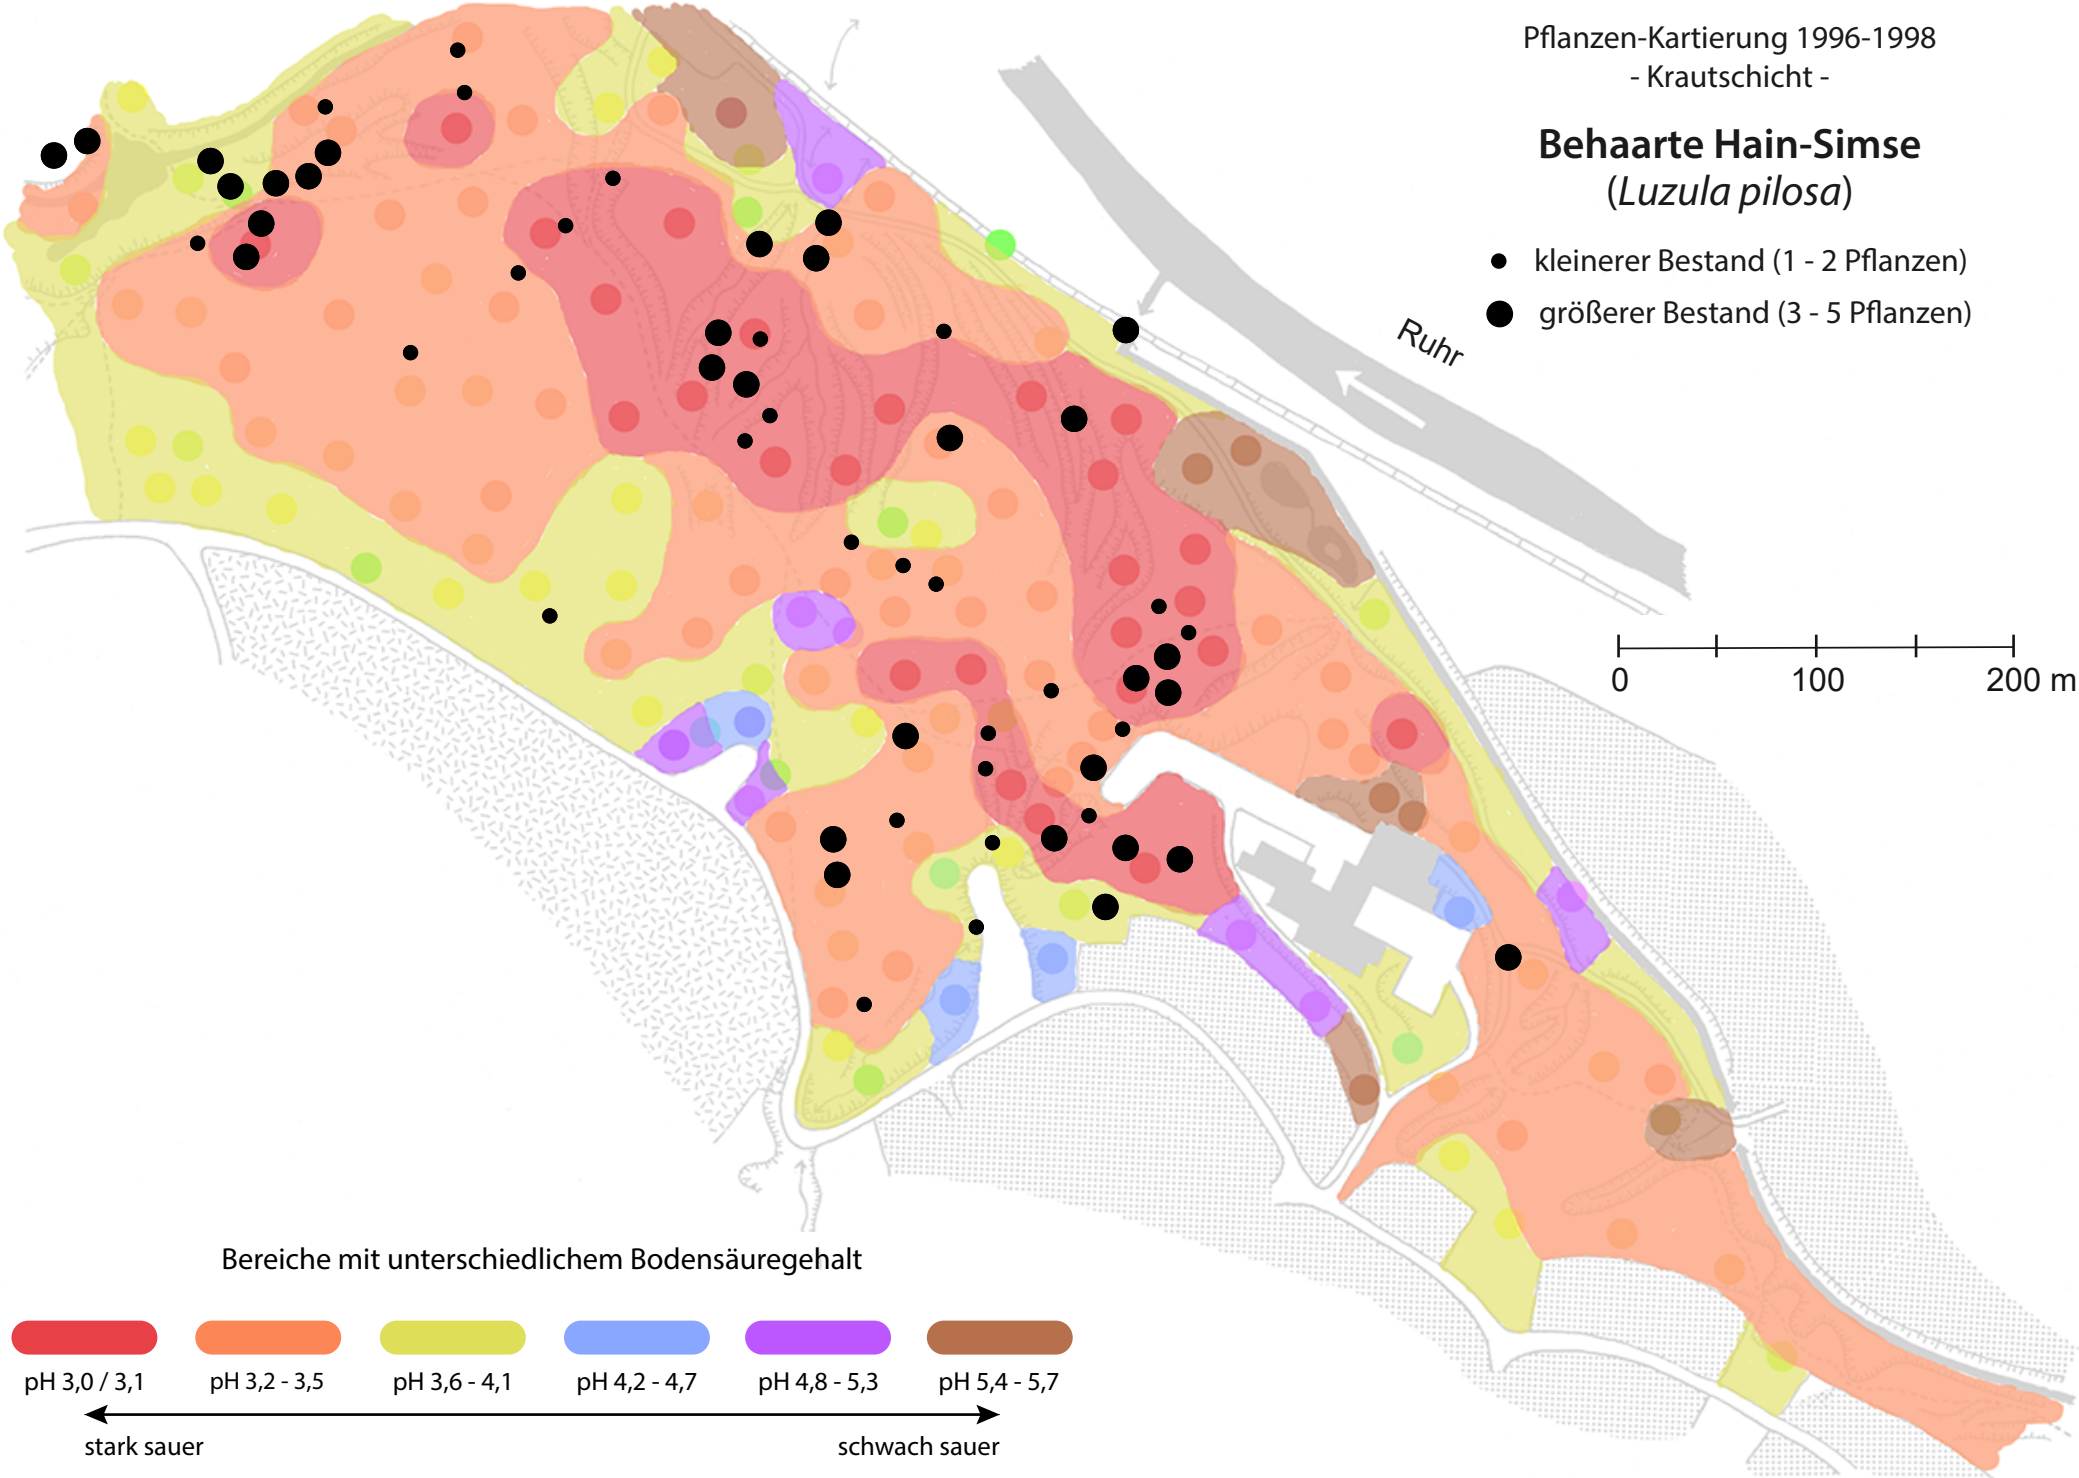 Pflanzen-Kartierung 1996-1998
- Krautschicht -
Behaarte Hain-Simse
(Luzula pilosa)
kleinerer Bestand (1 - 2 Pflanzen)
größerer Bestand (3 - 5 Pflanzen)
Ruhr
0 100 200 m
Bereiche mit unterschiedlichem Bodensäuregehalt
pH 3,0 / 3,1 pH 3,2 - 3,5 pH 3,6 - 4,1 pH 4,2 - 4,7 pH 4,8 - 5,3 pH 5,4 - 5,7
stark sauer schwach sauer